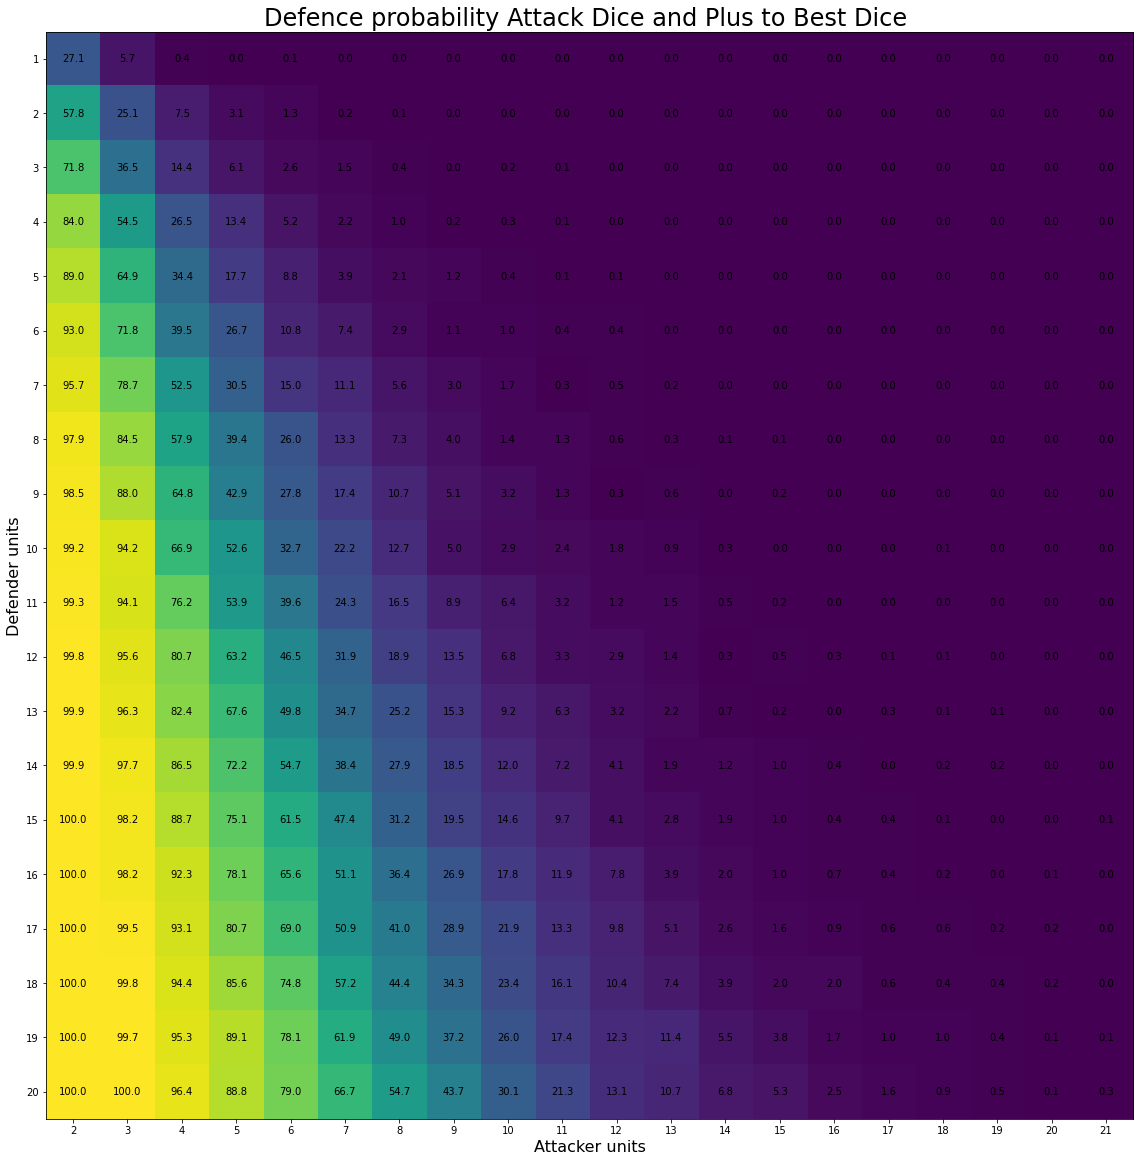 Defence probability Attack Dice and Plus to Best Dice
1 27.1 5.7 0.4 0.0 0.1 0.0 0.0 0.0 0.0 0.0 0.0 0.0 0.0 0.0 0.0 0.0 0.0 0.0 0.0 0.0
2 57.8 25.1 7.5 3.1 1.3 0.2 0.1 0.0 0.0 0.0 0.0 0.0 0.0 0.0 0.0 0.0 0.0 0.0 0.0 0.0
3 71.8 36.5 14.4 6.1 2.6 1.5 0.4 0.0 0.2 0.1 0.0 0.0 0.0 0.0 0.0 0.0 0.0 0.0 0.0 0.0
4 84.0 54.5 26.5 13.4 5.2 2.2 1.0 0.2 0.3 0.1 0.0 0.0 0.0 0.0 0.0 0.0 0.0 0.0 0.0 0.0
5 89.0 64.9 34.4 17.7 8.8 3.9 2.1 1.2 0.4 0.1 0.1 0.0 0.0 0.0 0.0 0.0 0.0 0.0 0.0 0.0
6 93.0 71.8 39.5 26.7 10.8 7.4 2.9 1.1 1.0 0.4 0.4 0.0 0.0 0.0 0.0 0.0 0.0 0.0 0.0 0.0
7 95.7 78.7 52.5 30.5 15.0 11.1 5.6 3.0 1.7 0.3 0.5 0.2 0.0 0.0 0.0 0.0 0.0 0.0 0.0 0.0
8 97.9 84.5 57.9 39.4 26.0 13.3 7.3 4.0 1.4 1.3 0.6 0.3 0.1 0.1 0.0 0.0 0.0 0.0 0.0 0.0
9 98.5 88.0 64.8 42.9 27.8 17.4 10.7 5.1 3.2 1.3 0.3 0.6 0.0 0.2 0.0 0.0 0.0 0.0 0.0 0.0
10 99.2 94.2 66.9 52.6 32.7 22.2 12.7 5.0 2.9 2.4 1.8 0.9 0.3 0.0 0.0 0.0 0.1 0.0 0.0 0.0
11 99.3 94.1 76.2 53.9 39.6 24.3 16.5 8.9 6.4 3.2 1.2 1.5 0.5 0.2 0.0 0.0 0.0 0.0 0.0 0.0
12 99.8 95.6 80.7 63.2 46.5 31.9 18.9 13.5 6.8 3.3 2.9 1.4 0.3 0.5 0.3 0.1 0.1 0.0 0.0 0.0
13 99.9 96.3 82.4 67.6 49.8 34.7 25.2 15.3 9.2 6.3 3.2 2.2 0.7 0.2 0.0 0.3 0.1 0.1 0.0 0.0
14 99.9 97.7 86.5 72.2 54.7 38.4 27.9 18.5 12.0 7.2 4.1 1.9 1.2 1.0 0.4 0.0 0.2 0.2 0.0 0.0
15 100.0 98.2 88.7 75.1 61.5 47.4 31.2 19.5 14.6 9.7 4.1 2.8 1.9 1.0 0.4 0.4 0.1 0.0 0.0 0.1
16 100.0 98.2 92.3 78.1 65.6 51.1 36.4 26.9 17.8 11.9 7.8 3.9 2.0 1.0 0.7 0.4 0.2 0.0 0.1 0.0
17 100.0 99.5 93.1 80.7 69.0 50.9 41.0 28.9 21.9 13.3 9.8 5.1 2.6 1.6 0.9 0.6 0.6 0.2 0.2 0.0
18 100.0 99.8 94.4 85.6 74.8 57.2 44.4 34.3 23.4 16.1 10.4 7.4 3.9 2.0 2.0 0.6 0.4 0.4 0.2 0.0
19 100.0 99.7 95.3 89.1 78.1 61.9 49.0 37.2 26.0 17.4 12.3 11.4 5.5 3.8 1.7 1.0 1.0 0.4 0.1 0.1
20 100.0 100.0 96.4 88.8 79.0 66.7 54.7 43.7 30.1 21.3 13.1 10.7 6.8 5.3 2.5 1.6 0.9 0.5 0.1 0.3
2 3 4 5 6 7 8 9 10 11 12 13 14 15 16 17 18 19 20 21
Attacker units
Defender units